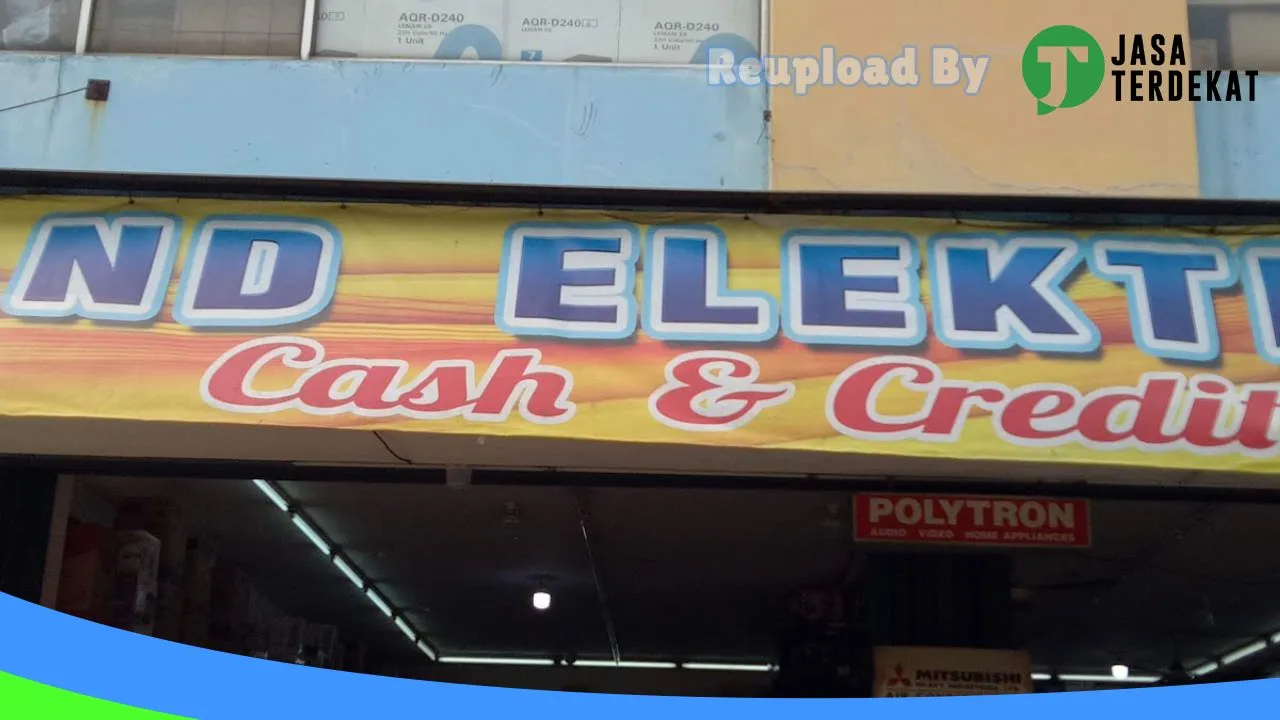 AQR-D240 AQR-D240 AQR-D240
1 Unit 1 Unit
Reupload By
JASA
TERDEKAT
ND ELEKT
Cash & Credit
POLYTRON
AUDIO VIDEO HOME APPLIANCES
MITSUBISHI